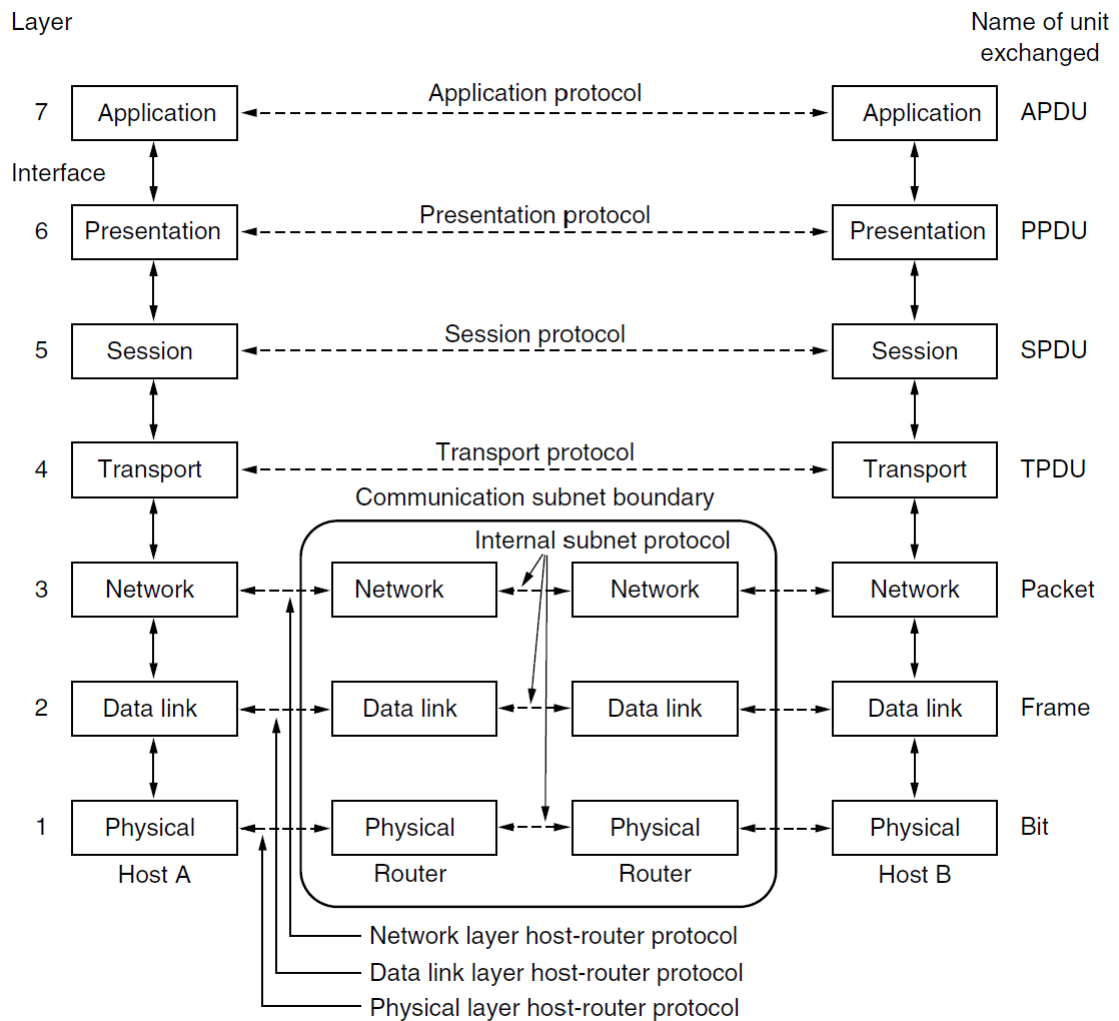 Layer
Name of unit
exchanged
Application protocol
7 Application Application APDU
Interface
Presentation protocol
6 Presentation Presentation PPDU
Session protocol
5 Session Session SPDU
Transport protocol
4 Transport Transport TPDU
Communication subnet boundary
Internal subnet protocol
3 Network Network Network Network Packet
2 Data link Data link Data link Data link Frame
1 Physical Physical Physical Physical Bit
Host A Router Router Host B
Network layer host-router protocol
Data link layer host-router protocol
Physical layer host-router protocol